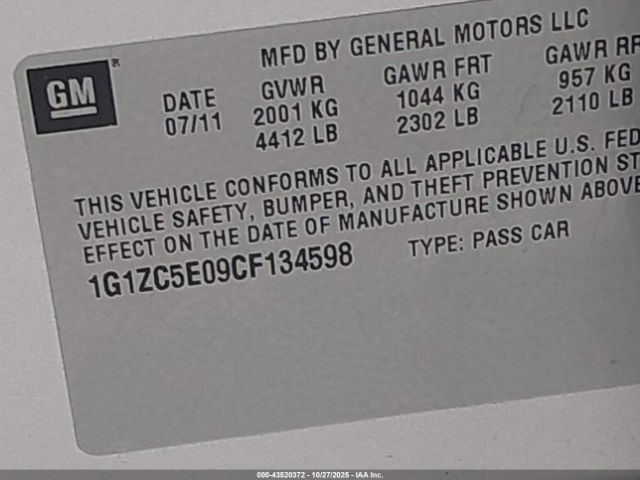 MFD BY GENERAL MOTORS LLC
GM
DATE GVWR GAWR FRT GAWR RR
07/11 2001 KG 1044 KG 957 KG
4412 LB 2302 LB 2110 LB
THIS VEHICLE CONFORMS TO ALL APPLICABLE U.S. FED
VEHICLE SAFETY, BUMPER, AND THEFT PREVENTION ST
EFFECT ON THE DATE OF MANUFACTURE SHOWN ABOVE
1G1ZC5E09CF134598 TYPE: PASS CAR
000-43520372 - 10/27/2025 - IAA Inc.